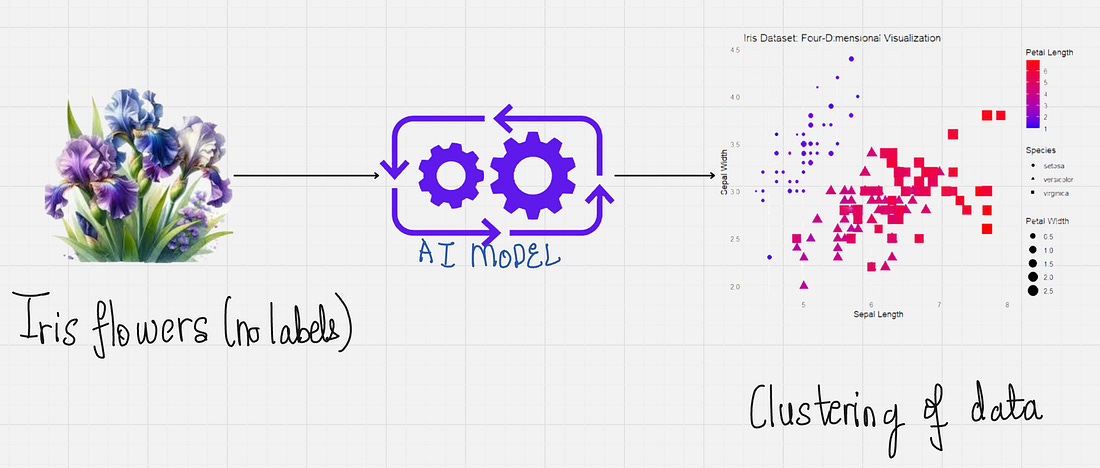 Iris flowers (no labels)
AI MODEL
Iris Dataset: Four-Dimensional Visualization
Sepal Width
4.5
4.0
3.5
3.0
2.5
2.0
5 6 7 8
Sepal Length
Petal Length
6
5
4
3
2
1
Species
setosa
versicolor
virginica
Petal Width
0.5
1.0
1.5
2.0
2.5
Clustering of data